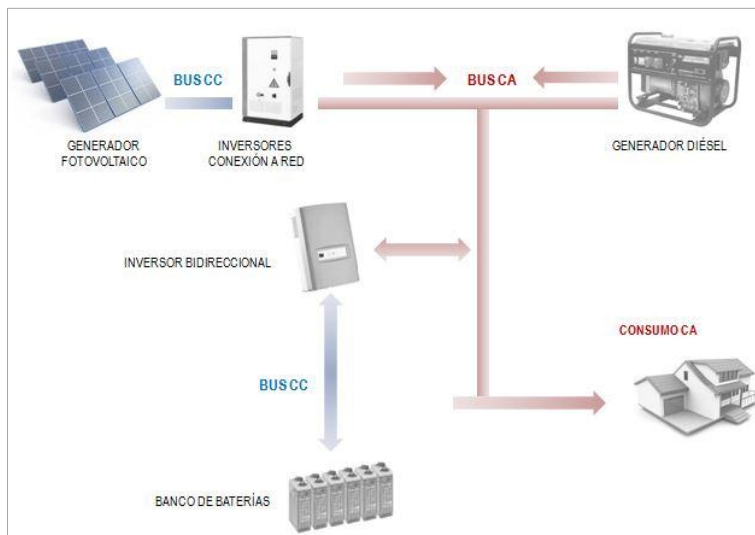 BUS CC
BUS CA
GENERADOR
FOTOVOLTAICO
INVERSORES
CONEXIÓN A RED
GENERADOR DIÉSEL
INVERSOR BIDIRECCIONAL
CONSUMO CA
BUS CC
BANCO DE BATERÍAS